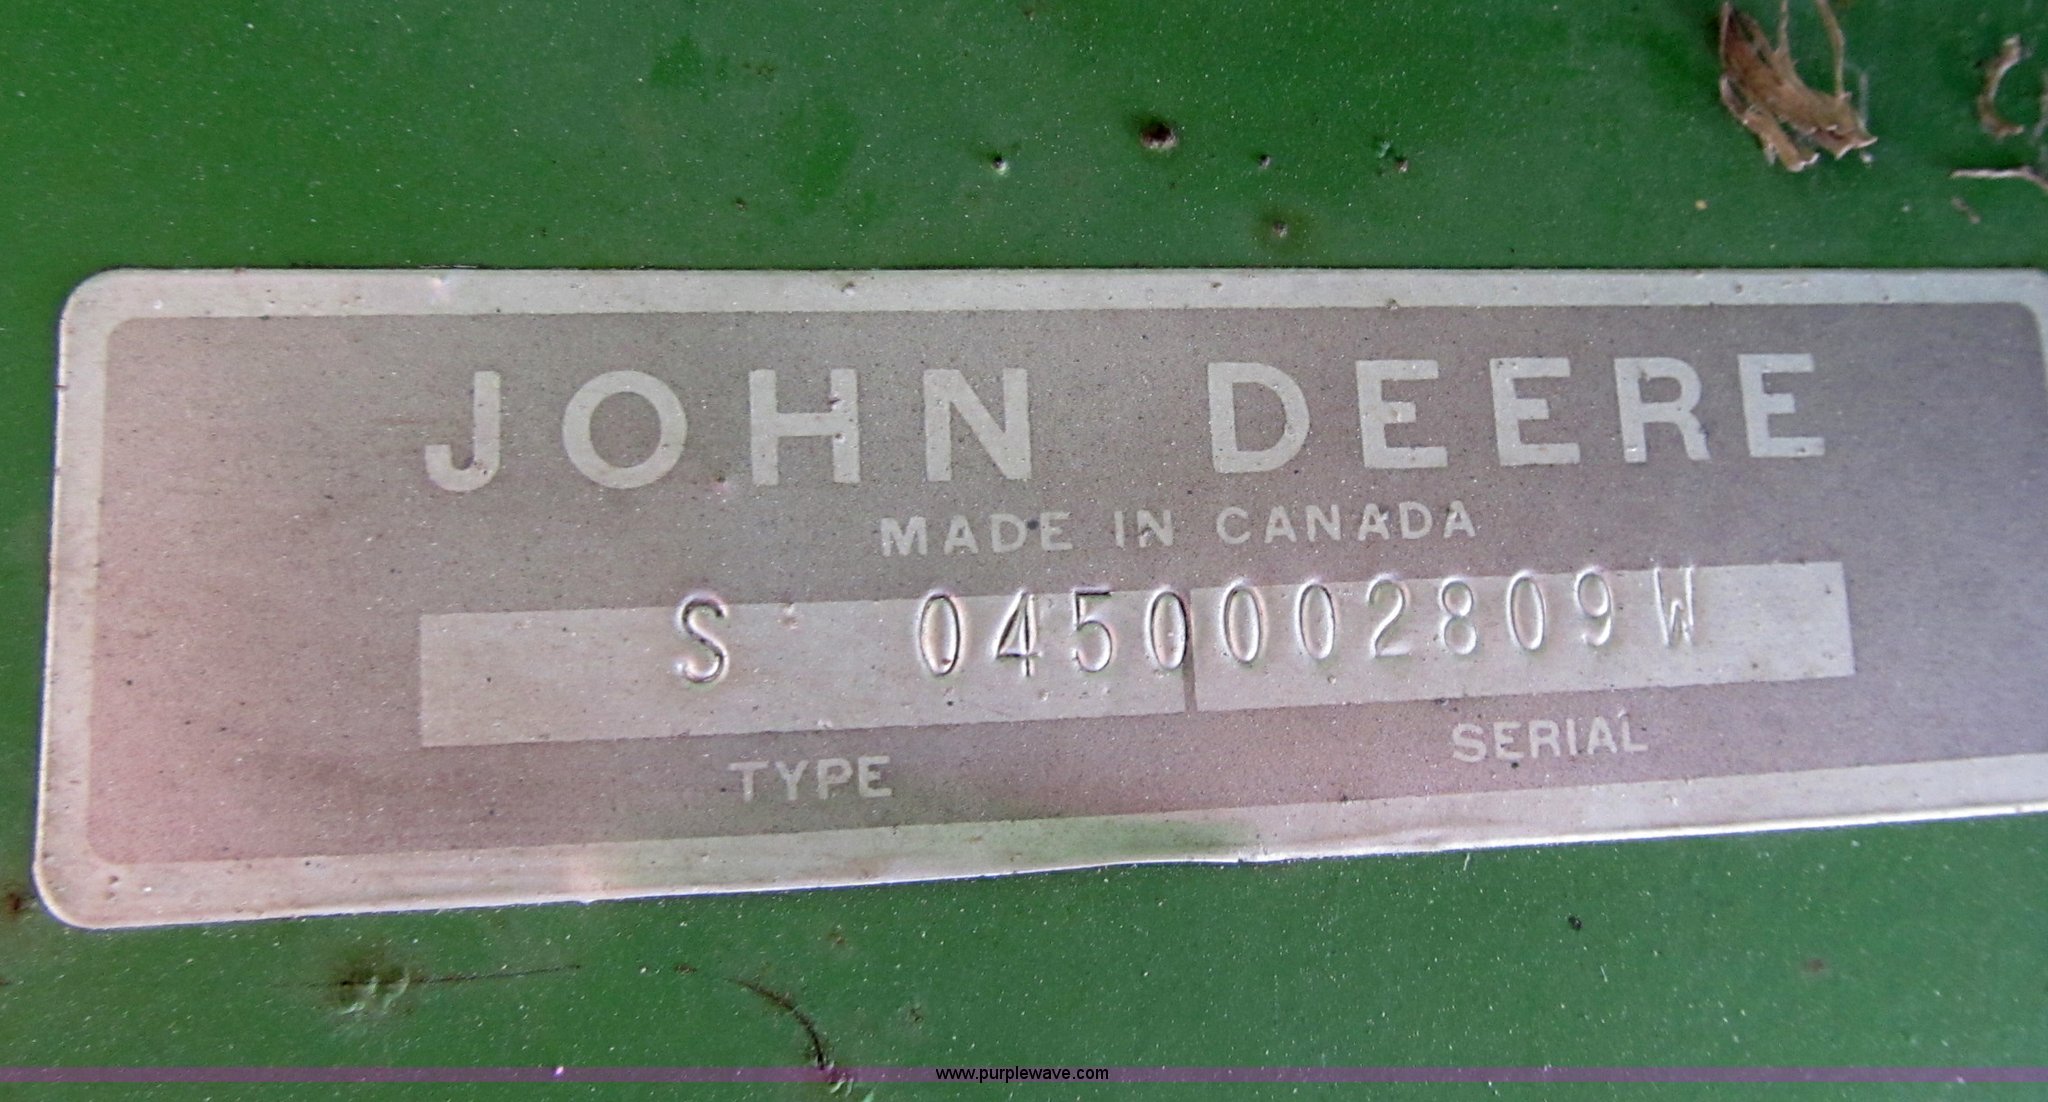 JOHN DEERE
MADE IN CANADA
S 0450002809W
TYPE SERIAL
www.purplewave.com